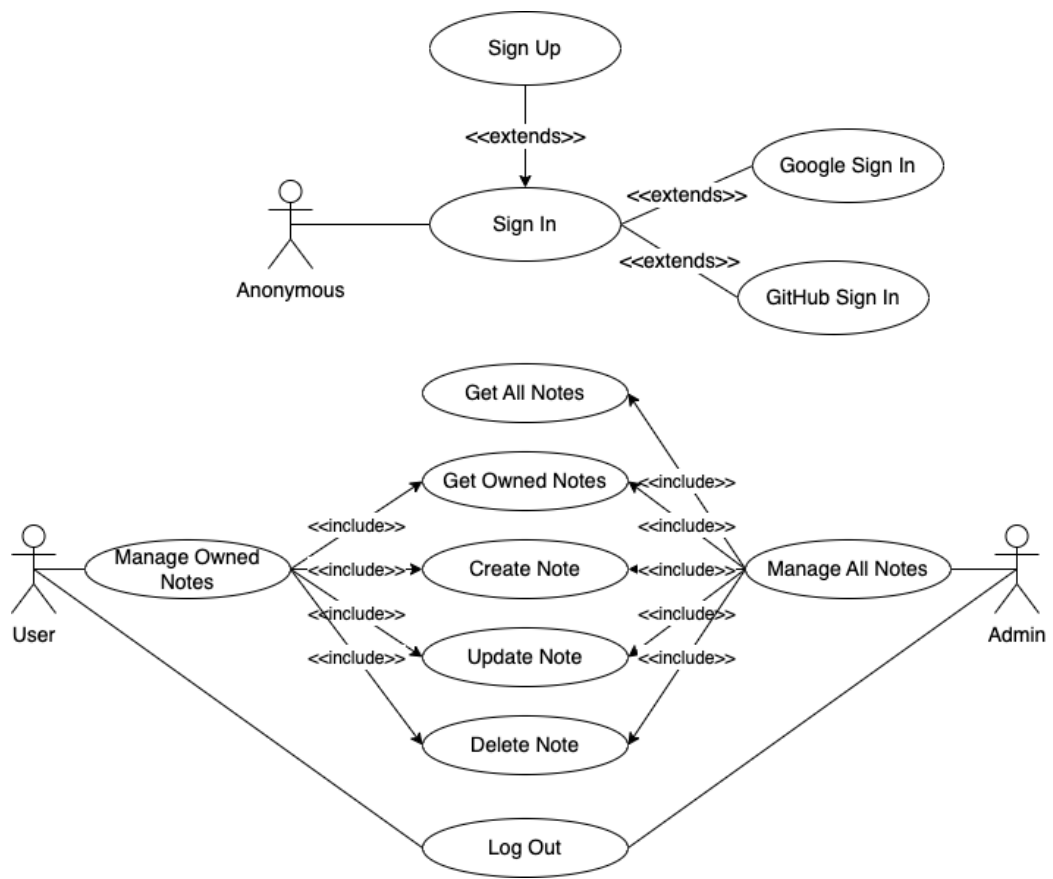 Sign Up
<<extends>>
Google Sign In
<<extends>>
Sign In
<<extends>>
Anonymous
GitHub Sign In
Get All Notes
Get Owned Notes
<<include>>
<<include>>
<<include>>
Manage Owned
Notes
<<include>>
Create Note
<<include>>
Manage All Notes
<<include>>
<<include>>
User
Admin
<<include>>
Update Note
<<include>>
Delete Note
Log Out